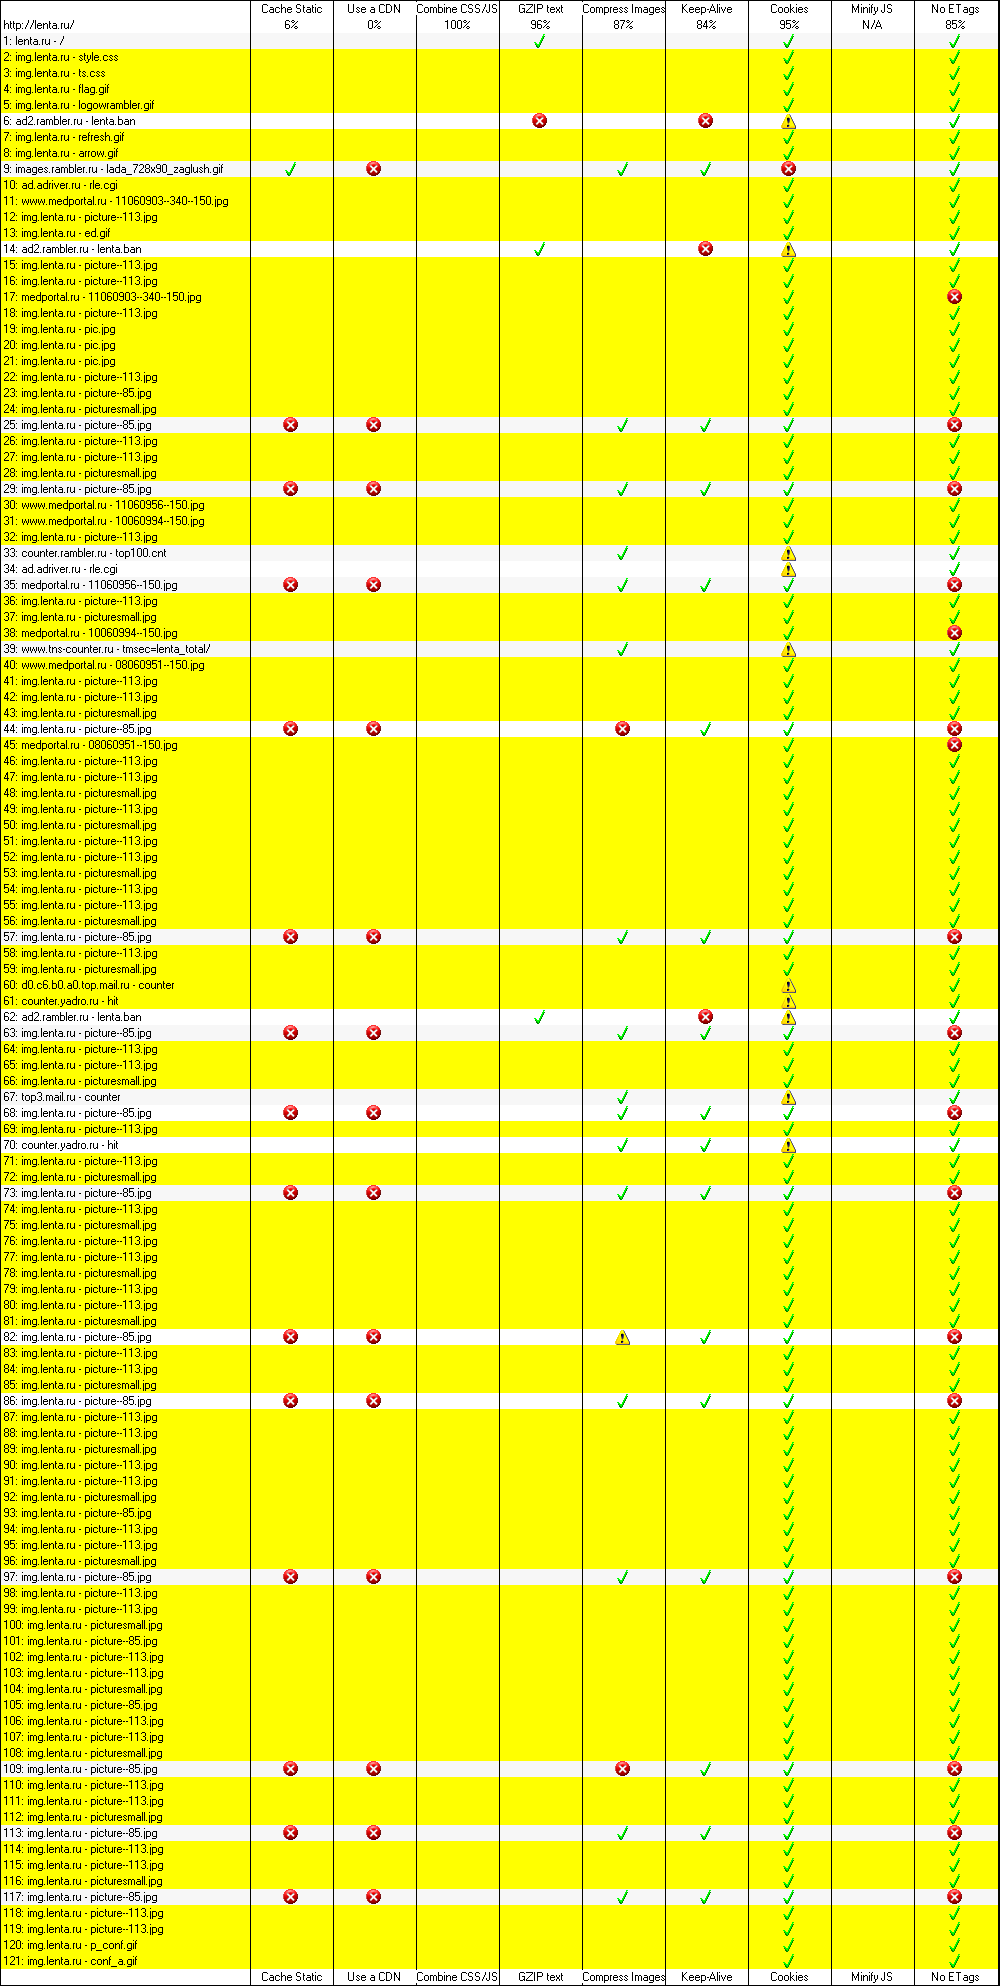 Cache Static Use a CDN Combine CSS/JS GZIP text Compress Images Keep-Alive Cookies Minify JS No ETags
http://lenta.ru/ 6% 0% 100% 96% 87% 84% 95% N/A 85%
1: lenta.ru - /
2: img.lenta.ru - style.css
3: img.lenta.ru - ts.css
4: img.lenta.ru - flag.gif
5: img.lenta.ru - logowrambler.gif
6: ad2.rambler.ru - lenta.ban
7: img.lenta.ru - refresh.gif
8: img.lenta.ru - arrow.gif
9: images.rambler.ru - lada_728x90_zaglush.gif
10: ad.adriver.ru - rle.cgi
11: www.medportal.ru - 11060903--340--150.jpg
12: img.lenta.ru - picture--113.jpg
13: img.lenta.ru - ed.gif
14: ad2.rambler.ru - lenta.ban
15: img.lenta.ru - picture--113.jpg
16: img.lenta.ru - picture--113.jpg
17: medportal.ru - 11060903--340--150.jpg
18: img.lenta.ru - picture--113.jpg
19: img.lenta.ru - pic.jpg
20: img.lenta.ru - pic.jpg
21: img.lenta.ru - pic.jpg
22: img.lenta.ru - picture--113.jpg
23: img.lenta.ru - picture--85.jpg
24: img.lenta.ru - picturesmall.jpg
25: img.lenta.ru - picture--85.jpg
26: img.lenta.ru - picture--113.jpg
27: img.lenta.ru - picture--113.jpg
28: img.lenta.ru - picturesmall.jpg
29: img.lenta.ru - picture--85.jpg
30: www.medportal.ru - 11060956--150.jpg
31: www.medportal.ru - 10060994--150.jpg
32: img.lenta.ru - picture--113.jpg
33: counter.rambler.ru - top100.cnt
34: ad.adriver.ru - rle.cgi
35: medportal.ru - 11060956--150.jpg
36: img.lenta.ru - picture--113.jpg
37: img.lenta.ru - picturesmall.jpg
38: medportal.ru - 10060994--150.jpg
39: www.tns-counter.ru - tmsec=lenta_total/
40: www.medportal.ru - 08060951--150.jpg
41: img.lenta.ru - picture--113.jpg
42: img.lenta.ru - picture--113.jpg
43: img.lenta.ru - picturesmall.jpg
44: img.lenta.ru - picture--85.jpg
45: medportal.ru - 08060951--150.jpg
46: img.lenta.ru - picture--113.jpg
47: img.lenta.ru - picture--113.jpg
48: img.lenta.ru - picturesmall.jpg
49: img.lenta.ru - picture--113.jpg
50: img.lenta.ru - picturesmall.jpg
51: img.lenta.ru - picture--113.jpg
52: img.lenta.ru - picture--113.jpg
53: img.lenta.ru - picturesmall.jpg
54: img.lenta.ru - picture--113.jpg
55: img.lenta.ru - picture--113.jpg
56: img.lenta.ru - picturesmall.jpg
57: img.lenta.ru - picture--85.jpg
58: img.lenta.ru - picture--113.jpg
59: img.lenta.ru - picturesmall.jpg
60: d0.c6.b0.a0.top.mail.ru - counter
61: counter.yadro.ru - hit
62: ad2.rambler.ru - lenta.ban
63: img.lenta.ru - picture--85.jpg
64: img.lenta.ru - picture--113.jpg
65: img.lenta.ru - picture--113.jpg
66: img.lenta.ru - picturesmall.jpg
67: top3.mail.ru - counter
68: img.lenta.ru - picture--85.jpg
69: img.lenta.ru - picture--113.jpg
70: counter.yadro.ru - hit
71: img.lenta.ru - picture--113.jpg
72: img.lenta.ru - picturesmall.jpg
73: img.lenta.ru - picture--85.jpg
74: img.lenta.ru - picture--113.jpg
75: img.lenta.ru - picturesmall.jpg
76: img.lenta.ru - picture--113.jpg
77: img.lenta.ru - picture--113.jpg
78: img.lenta.ru - picturesmall.jpg
79: img.lenta.ru - picture--113.jpg
80: img.lenta.ru - picture--113.jpg
81: img.lenta.ru - picturesmall.jpg
82: img.lenta.ru - picture--85.jpg
83: img.lenta.ru - picture--113.jpg
84: img.lenta.ru - picture--113.jpg
85: img.lenta.ru - picturesmall.jpg
86: img.lenta.ru - picture--85.jpg
87: img.lenta.ru - picture--113.jpg
88: img.lenta.ru - picture--113.jpg
89: img.lenta.ru - picturesmall.jpg
90: img.lenta.ru - picture--113.jpg
91: img.lenta.ru - picture--113.jpg
92: img.lenta.ru - picturesmall.jpg
93: img.lenta.ru - picture--85.jpg
94: img.lenta.ru - picture--113.jpg
95: img.lenta.ru - picture--113.jpg
96: img.lenta.ru - picturesmall.jpg
97: img.lenta.ru - picture--85.jpg
98: img.lenta.ru - picture--113.jpg
99: img.lenta.ru - picture--113.jpg
100: img.lenta.ru - picturesmall.jpg
101: img.lenta.ru - picture--85.jpg
102: img.lenta.ru - picture--113.jpg
103: img.lenta.ru - picture--113.jpg
104: img.lenta.ru - picturesmall.jpg
105: img.lenta.ru - picture--85.jpg
106: img.lenta.ru - picture--113.jpg
107: img.lenta.ru - picture--113.jpg
108: img.lenta.ru - picturesmall.jpg
109: img.lenta.ru - picture--85.jpg
110: img.lenta.ru - picture--113.jpg
111: img.lenta.ru - picture--113.jpg
112: img.lenta.ru - picturesmall.jpg
113: img.lenta.ru - picture--85.jpg
114: img.lenta.ru - picture--113.jpg
115: img.lenta.ru - picture--113.jpg
116: img.lenta.ru - picturesmall.jpg
117: img.lenta.ru - picture--85.jpg
118: img.lenta.ru - picture--113.jpg
119: img.lenta.ru - picture--113.jpg
120: img.lenta.ru - p_conf.gif
121: img.lenta.ru - conf_a.gif
Cache Static Use a CDN Combine CSS/JS GZIP text Compress Images Keep-Alive Cookies Minify JS No ETags